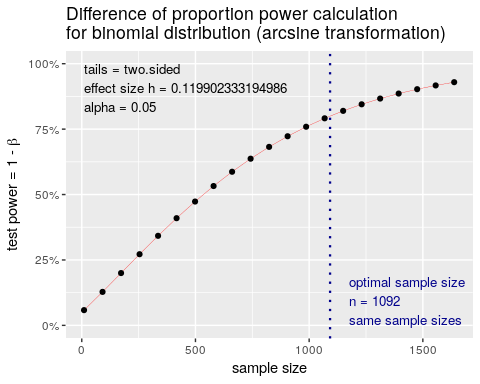 Difference of proportion power calculation
for binomial distribution (arcsine transformation)
tails = two.sided
effect size h = 0.119902333194986
alpha = 0.05
100%
75%
50%
25%
0%
test power = 1 - β
optimal sample size
n = 1092
same sample sizes
0 500 1000 1500
sample size